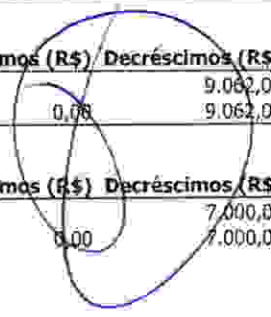 mos (R$) Decréscimos (R$
9.062,0
0,00 9.062,0
mos (R$) Decréscimos (R$
7.000,0
0,00 7.000,0